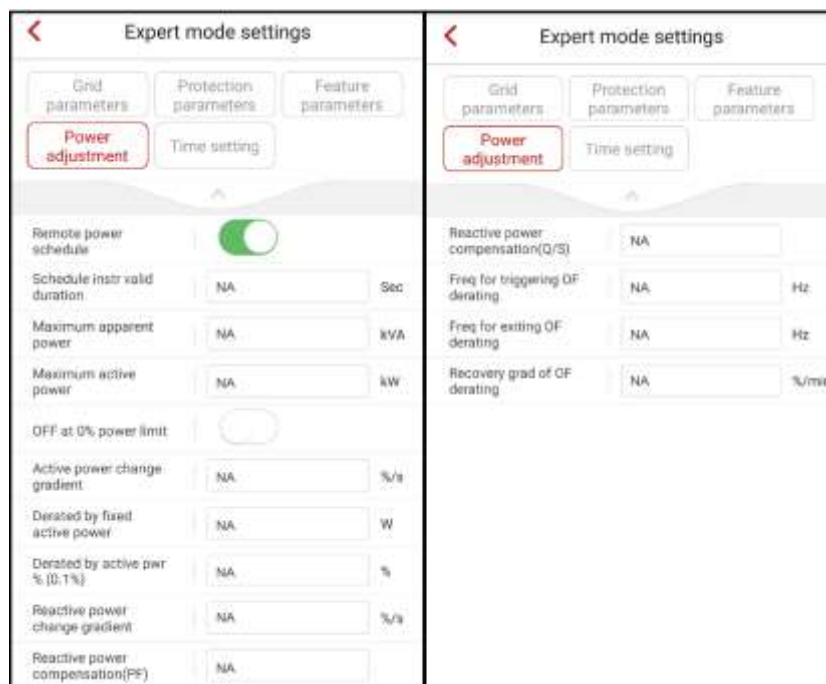 Expert mode settings
Grid parameters
Protection parameters
Feature parameters
Power adjustment
Time setting
Remote power schedule
Schedule instr valid duration
NA
Sec
Maximum apparent power
NA
kVA
Maximum active power
NA
kW
OFF at 0% power limit
Active power change gradient
NA
%/s
Derated by fixed active power
NA
W
Derated by active pwr % (0.1%)
NA
%
Reactive power change gradient
NA
%/s
Reactive power compensation(PF)
NA
Expert mode settings
Grid parameters
Protection parameters
Feature parameters
Power adjustment
Time setting
Reactive power compensation(Q/S)
NA
Freq for triggering OF derating
NA
Hz
Freq for exiting OF derating
NA
Hz
Recovery grad of OF derating
NA
%/min